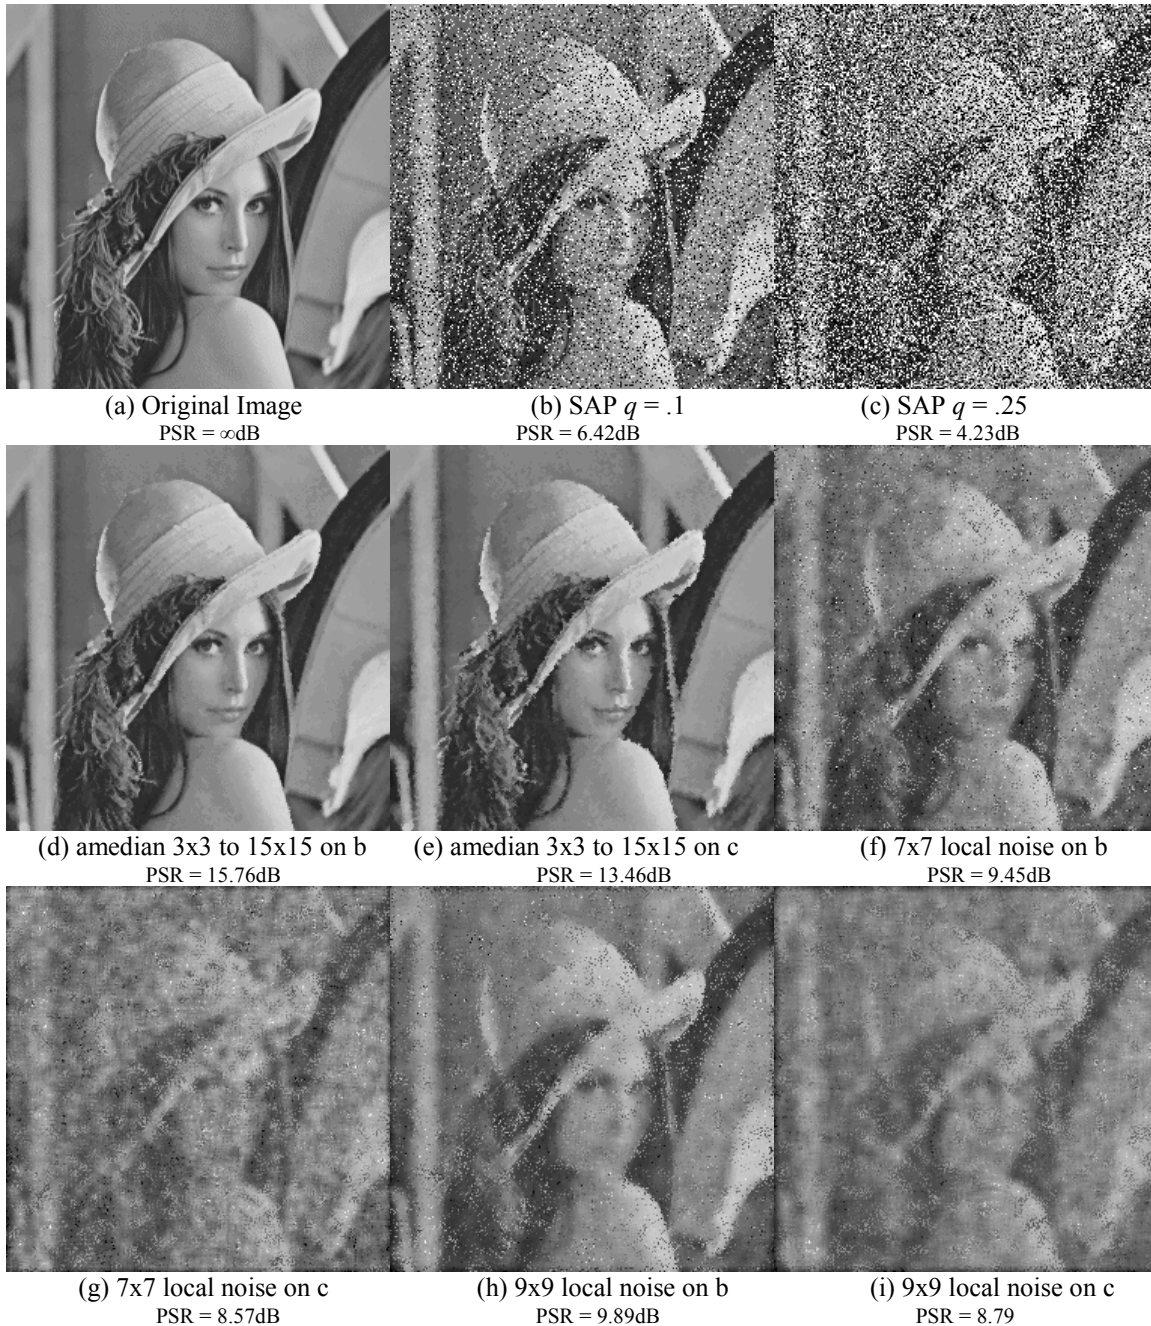 (a) Original Image
PSR = ∞dB
(b) SAP q = .1
PSR = 6.42dB
(c) SAP q = .25
PSR = 4.23dB
(d) amedian 3x3 to 15x15 on b
PSR = 15.76dB
(e) amedian 3x3 to 15x15 on c
PSR = 13.46dB
(f) 7x7 local noise on b
PSR = 9.45dB
(g) 7x7 local noise on c
PSR = 8.57dB
(h) 9x9 local noise on b
PSR = 9.89dB
(i) 9x9 local noise on c
PSR = 8.79